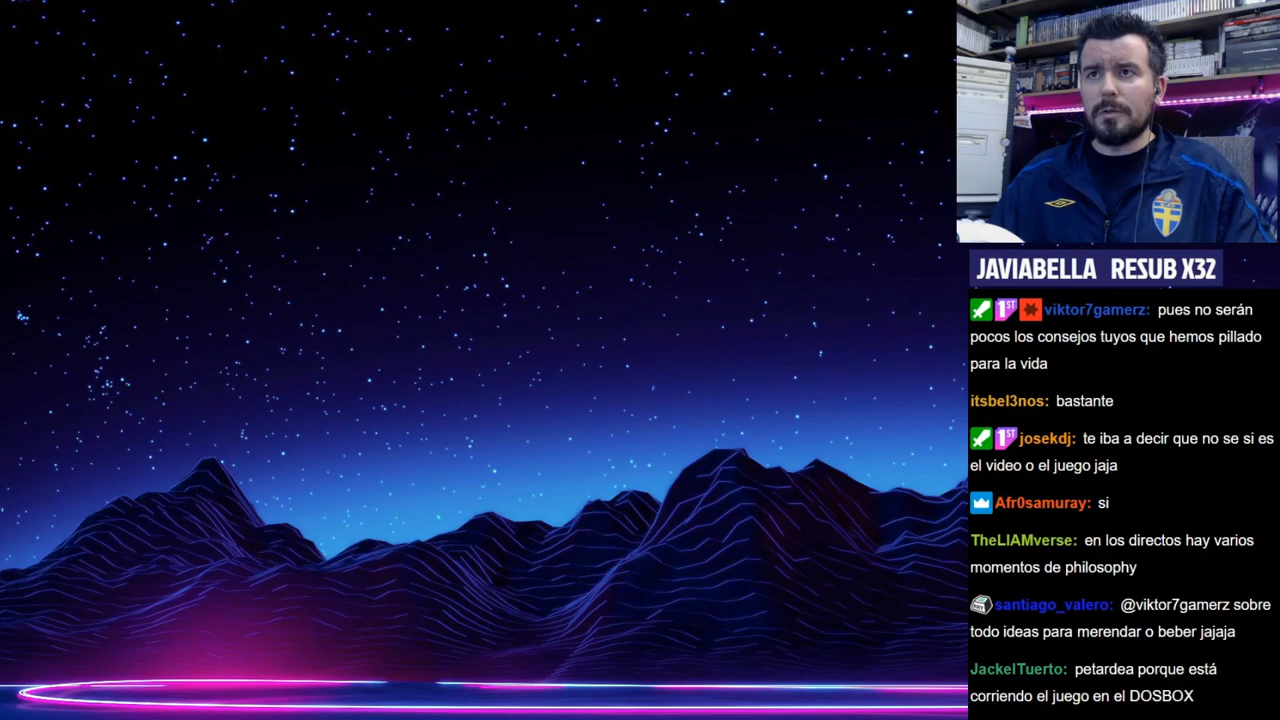 JAVIABELLA RESUB X32
viktor7gamerz: pues no serán
pocos los consejos tuyos que hemos pillado
para la vida
itsbel3nos: bastante
josekdj: te iba a decir que no se si es
el video o el juego jaja
Afr0samuray: si
TheLIAMverse: en los directos hay varios
momentos de philosophy
santiago_valero: @viktor7gamerz sobre
todo ideas para merendar o beber jajaja
JackelTuerto: petardea porque está
corriendo el juego en el DOSBOX